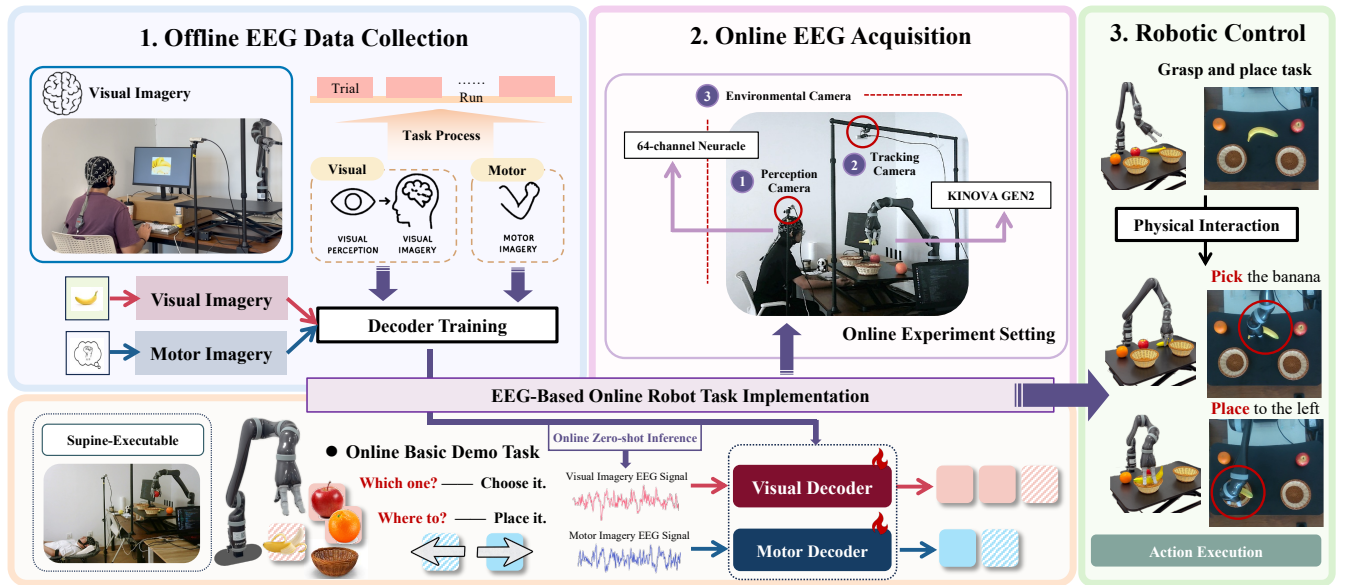 1. Offline EEG Data Collection
Visual Imagery
Trial
......
Run
Task Process
Visual
VISUAL
PERCEPTION
VISUAL
IMAGERY
Motor
MOTOR
IMAGERY
Visual Imagery
Motor Imagery
Decoder Training
2. Online EEG Acquisition
3 Environmental Camera
64-channel Neuracle
1 Perception
Camera
2 Tracking
Camera
KINOVA GEN2
Online Experiment Setting
3. Robotic Control
Grasp and place task
Physical Interaction
Pick the banana
Place to the left
Action Execution
EEG-Based Online Robot Task Implementation
Supine-Executable
● Online Basic Demo Task
Which one? —— Choose it.
Where to? —— Place it.
Online Zero-shot Inference
Visual Imagery EEG Signal
Motor Imagery EEG Signal
Visual Decoder
Motor Decoder